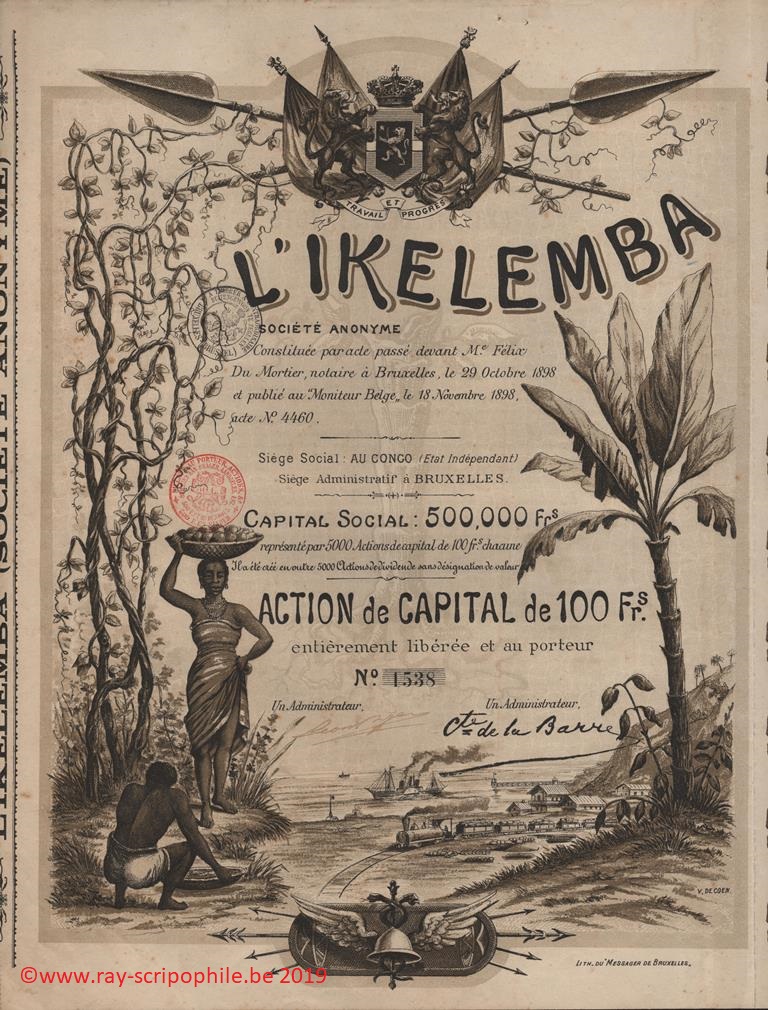 TRAVAIL ET PROGRÈS
L'IKELEMBA
SOCIÉTÉ ANONYME
Constituée par acte passé devant Me Félix
Du Mortier, notaire à Bruxelles, le 29 Octobre 1898
et publié au "Moniteur Belge„ le 18 Novembre 1898,
acte No 4460.
Siége Social: AU CONGO (Etat Indépendant)
Siège Administratif à BRUXELLES.
CAPITAL SOCIAL: 500,000 Frs
représenté par 5000 Actions de capital de 100 frs chacune
Il a été créé en outre 5000 Actions de dividende sans désignation de valeur
ACTION de CAPITAL de 100 Frs.
entièrement libérée et au porteur
No 1538
Un Administrateur,
Un Administrateur,
Cte de la Barre
V. DE COEN
LITH. DU "MESSAGER DE BRUXELLES„
L'IKELEMBA (SOCIÉTÉ ANONYME)
©www.ray-scripophile.be 2019